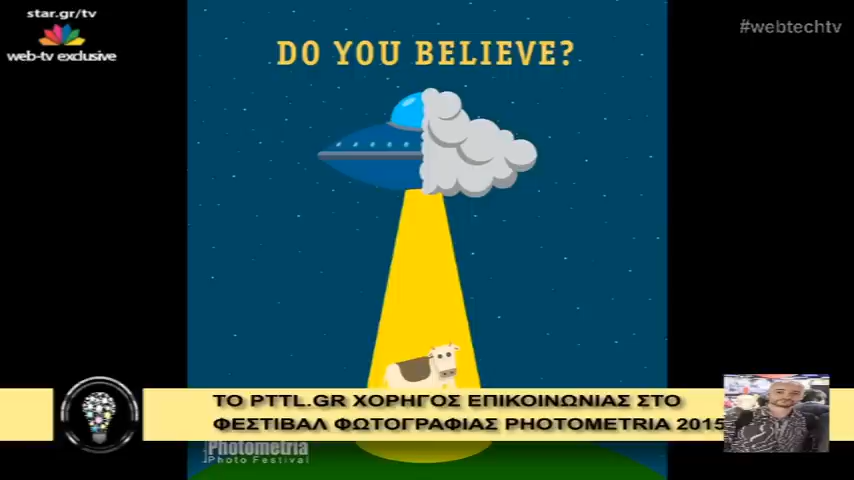 star.gr/tv
web-tv exclusive
#webtechtv
DO YOU BELIEVE?
ΤΟ PTTL.GR ΧΟΡΗΓΟΣ ΕΠΙΚΟΙΝΩΝΙΑΣ ΣΤΟ
ΦΕΣΤΙΒΑΛ ΦΩΤΟΓΡΑΦΙΑΣ PHOTOMETRIA 2015
Photometria
Photo Festival